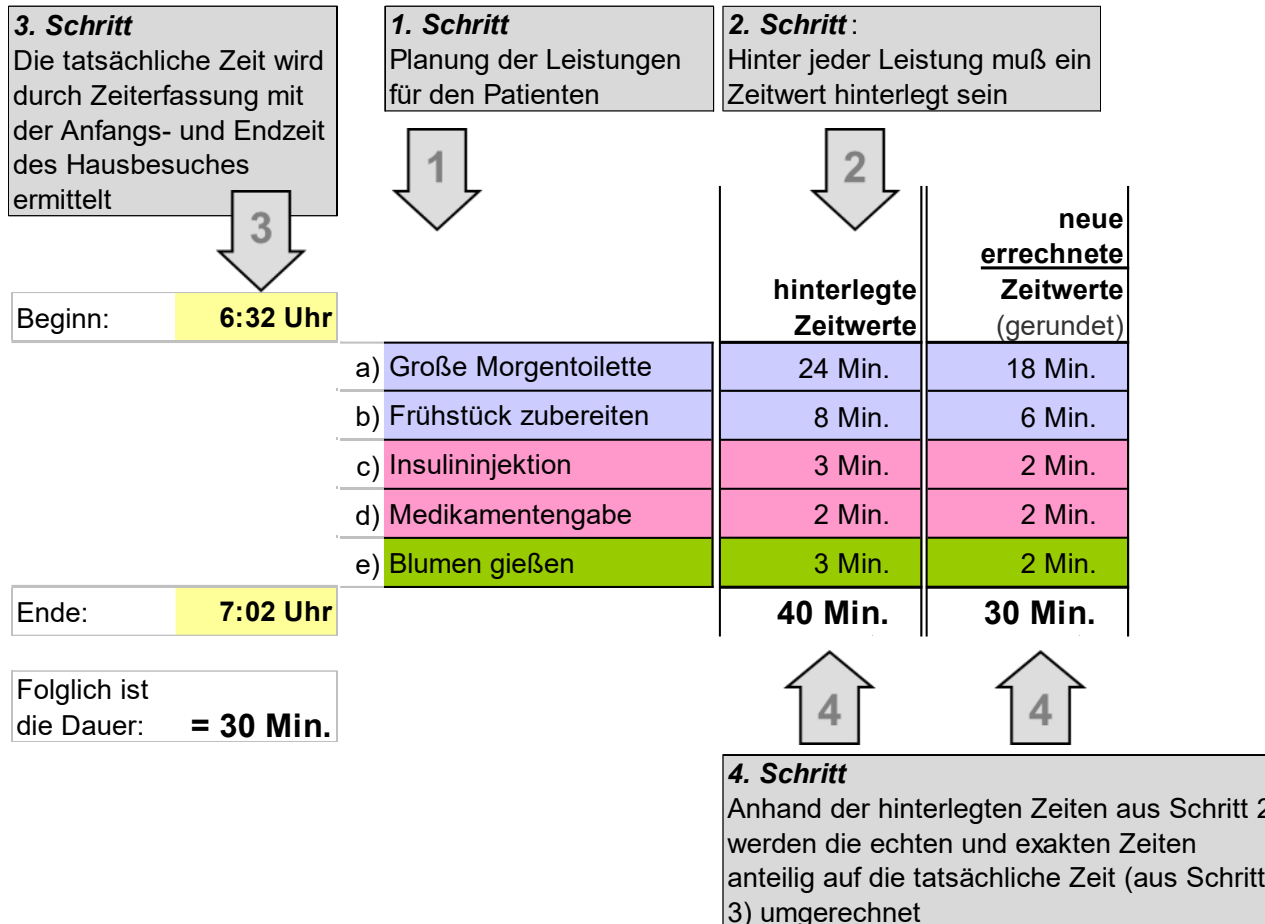 3. Schritt
Die tatsächliche Zeit wird
durch Zeiterfassung mit
der Anfangs- und Endzeit
des Hausbesuches
ermittelt
3
1. Schritt
Planung der Leistungen
für den Patienten
1
2. Schritt:
Hinter jeder Leistung muß ein
Zeitwert hinterlegt sein
2
hinterlegte
Zeitwerte
neue
errechnete
Zeitwerte
(gerundet)
Beginn: 6:32 Uhr
a) Große Morgentoilette 24 Min. 18 Min.
b) Frühstück zubereiten 8 Min. 6 Min.
c) Insulininjektion 3 Min. 2 Min.
d) Medikamentengabe 2 Min. 2 Min.
e) Blumen gießen 3 Min. 2 Min.
Ende: 7:02 Uhr 40 Min. 30 Min.
Folglich ist
die Dauer: = 30 Min.
4 4
4. Schritt
Anhand der hinterlegten Zeiten aus Schritt 2
werden die echten und exakten Zeiten
anteilig auf die tatsächliche Zeit (aus Schritt
3) umgerechnet